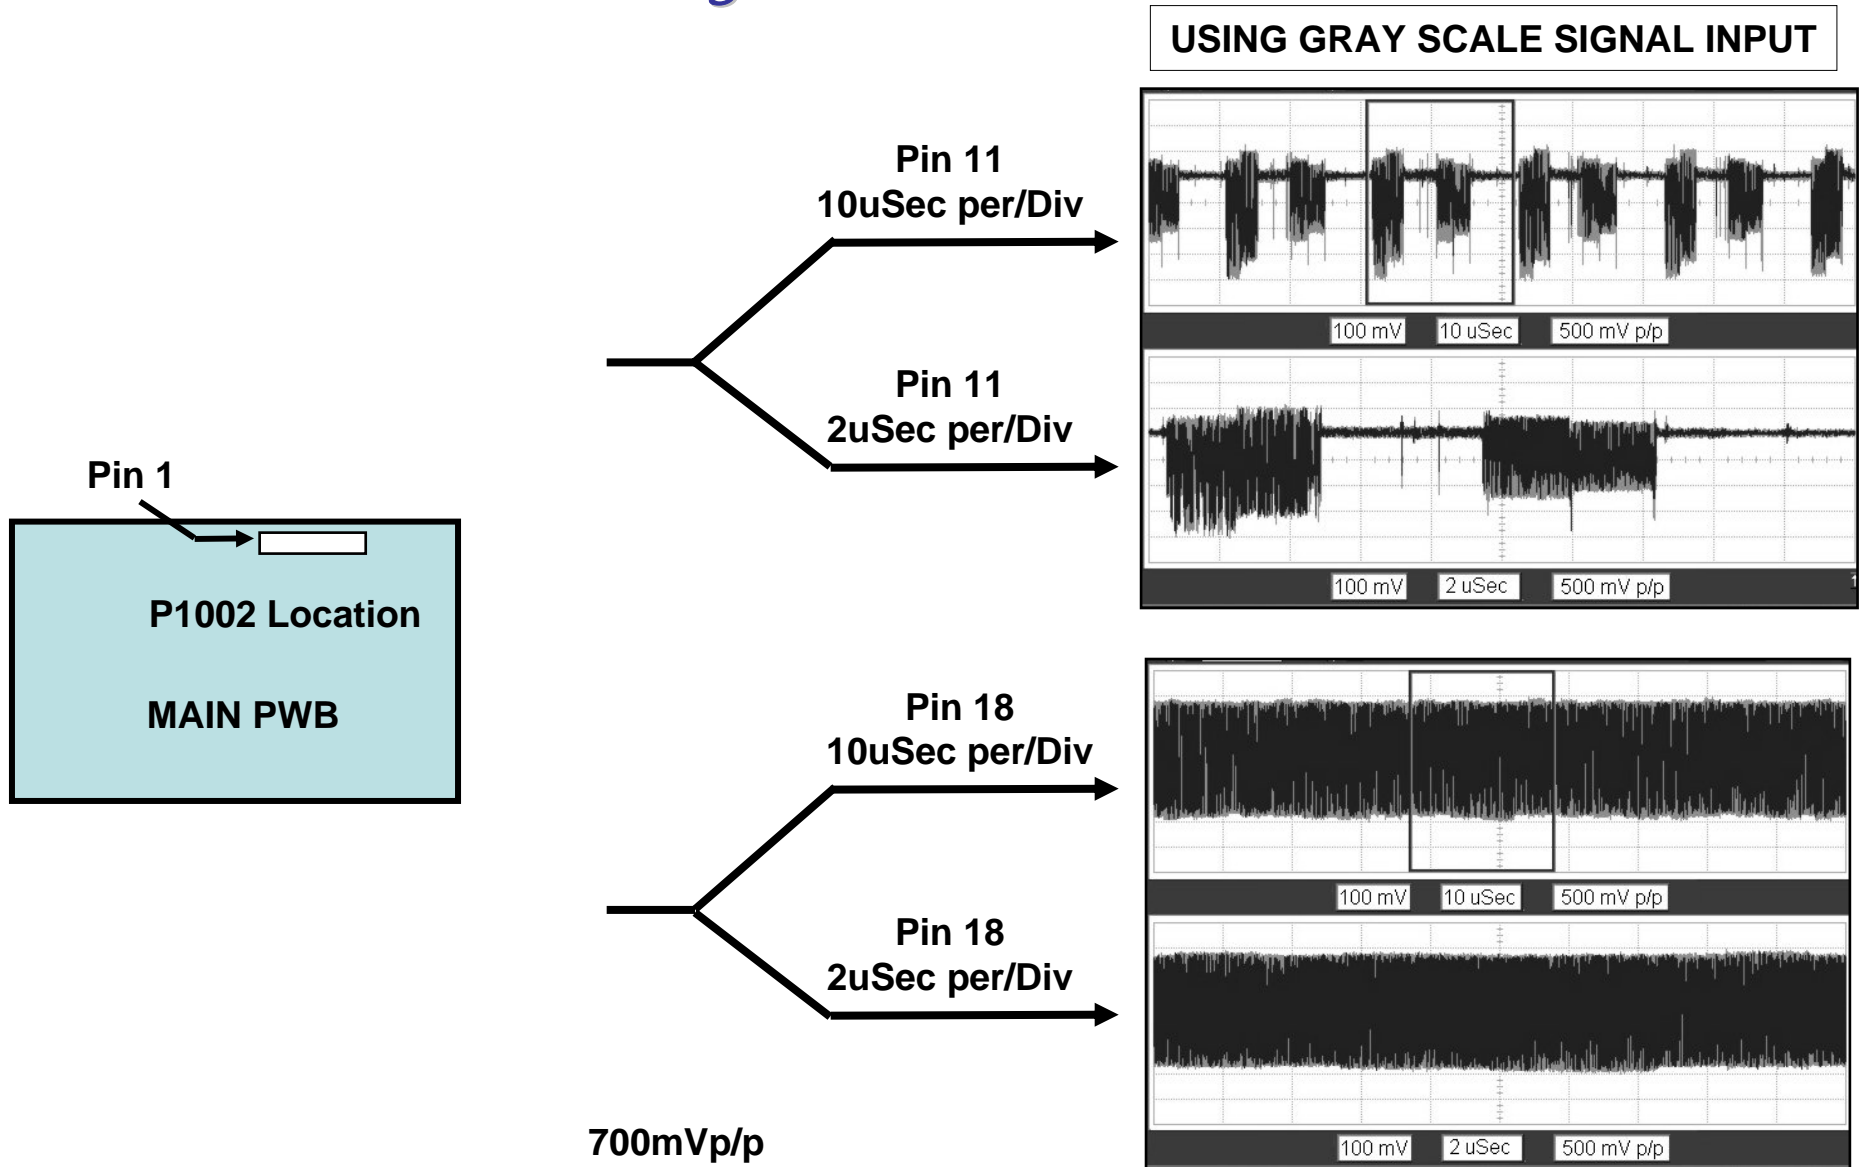 USING GRAY SCALE SIGNAL INPUT
Pin 11
10uSec per/Div
100 mV 10 uSec 500 mV p/p
Pin 11
2uSec per/Div
100 mV 2 uSec 500 mV p/p
Pin 1
P1002 Location
MAIN PWB
Pin 18
10uSec per/Div
100 mV 10 uSec 500 mV p/p
Pin 18
2uSec per/Div
100 mV 2 uSec 500 mV p/p
700mVp/p